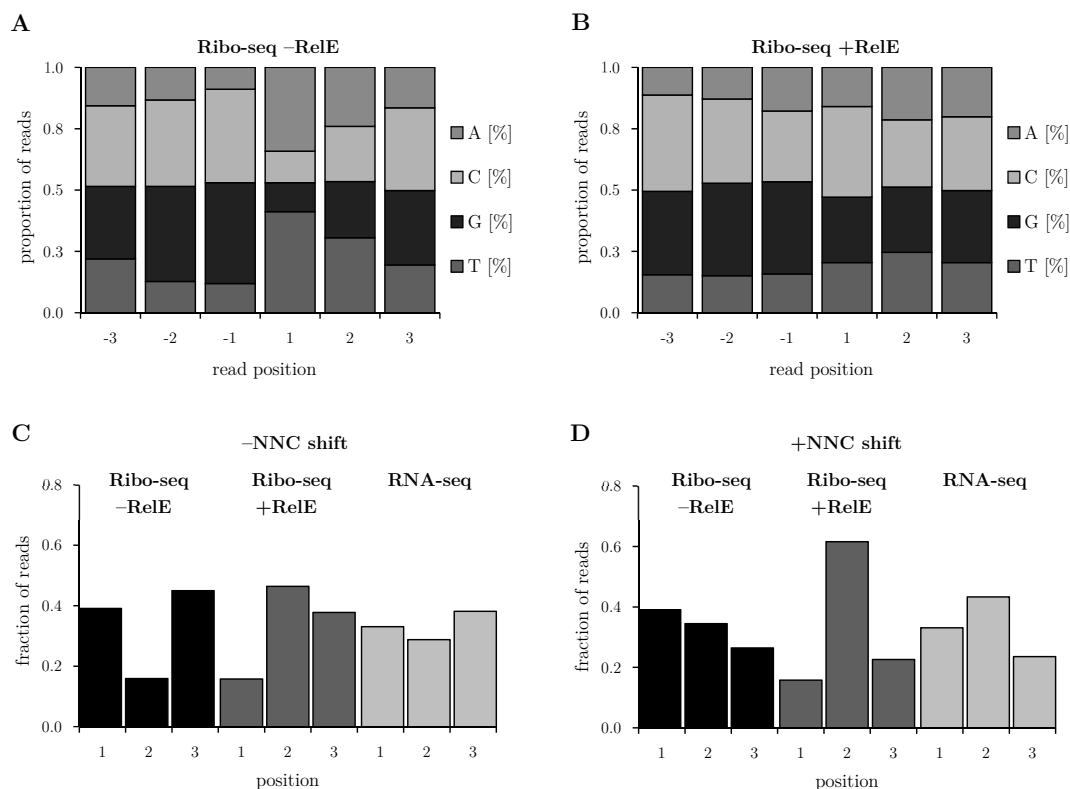 A
Ribo-seq –RelE
1.0
0.8
0.5
0.3
0.0
proportion of reads
-3 -2 -1 1 2 3
read position
A [%]
C [%]
G [%]
T [%]
B
Ribo-seq +RelE
1.0
0.8
0.5
0.3
0.0
proportion of reads
-3 -2 -1 1 2 3
read position
A [%]
C [%]
G [%]
T [%]
C
–NNC shift
Ribo-seq Ribo-seq RNA-seq
–RelE +RelE
0.8
0.6
0.4
0.2
0.0
fraction of reads
1 2 3 1 2 3 1 2 3
position
D
+NNC shift
Ribo-seq Ribo-seq RNA-seq
–RelE +RelE
0.8
0.6
0.4
0.2
0.0
fraction of reads
1 2 3 1 2 3 1 2 3
position